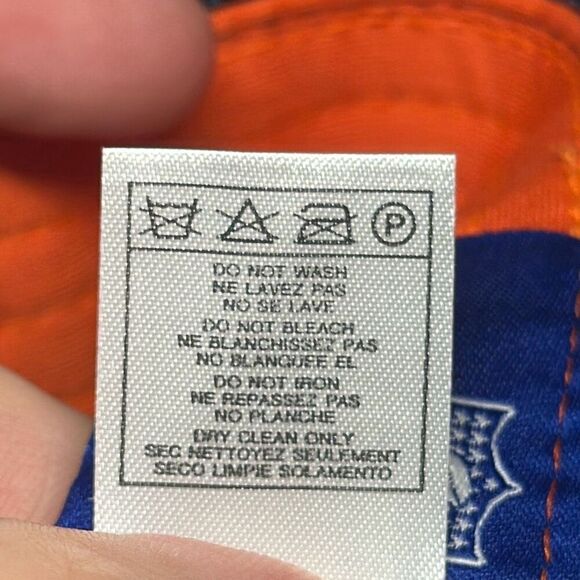 P
DO NOT WASH
NE LAVEZ PAS
NO SE LAVE
DO NOT BLEACH
NE BLANCHISSEZ PAS
NO BLANQUEE EL
DO NOT IRON
NE REPASSEZ PAS
NO PLANCHE
DRY CLEAN ONLY
SEC NETTOYEZ SEULEMENT
SECO LIMPIE SOLAMENTO